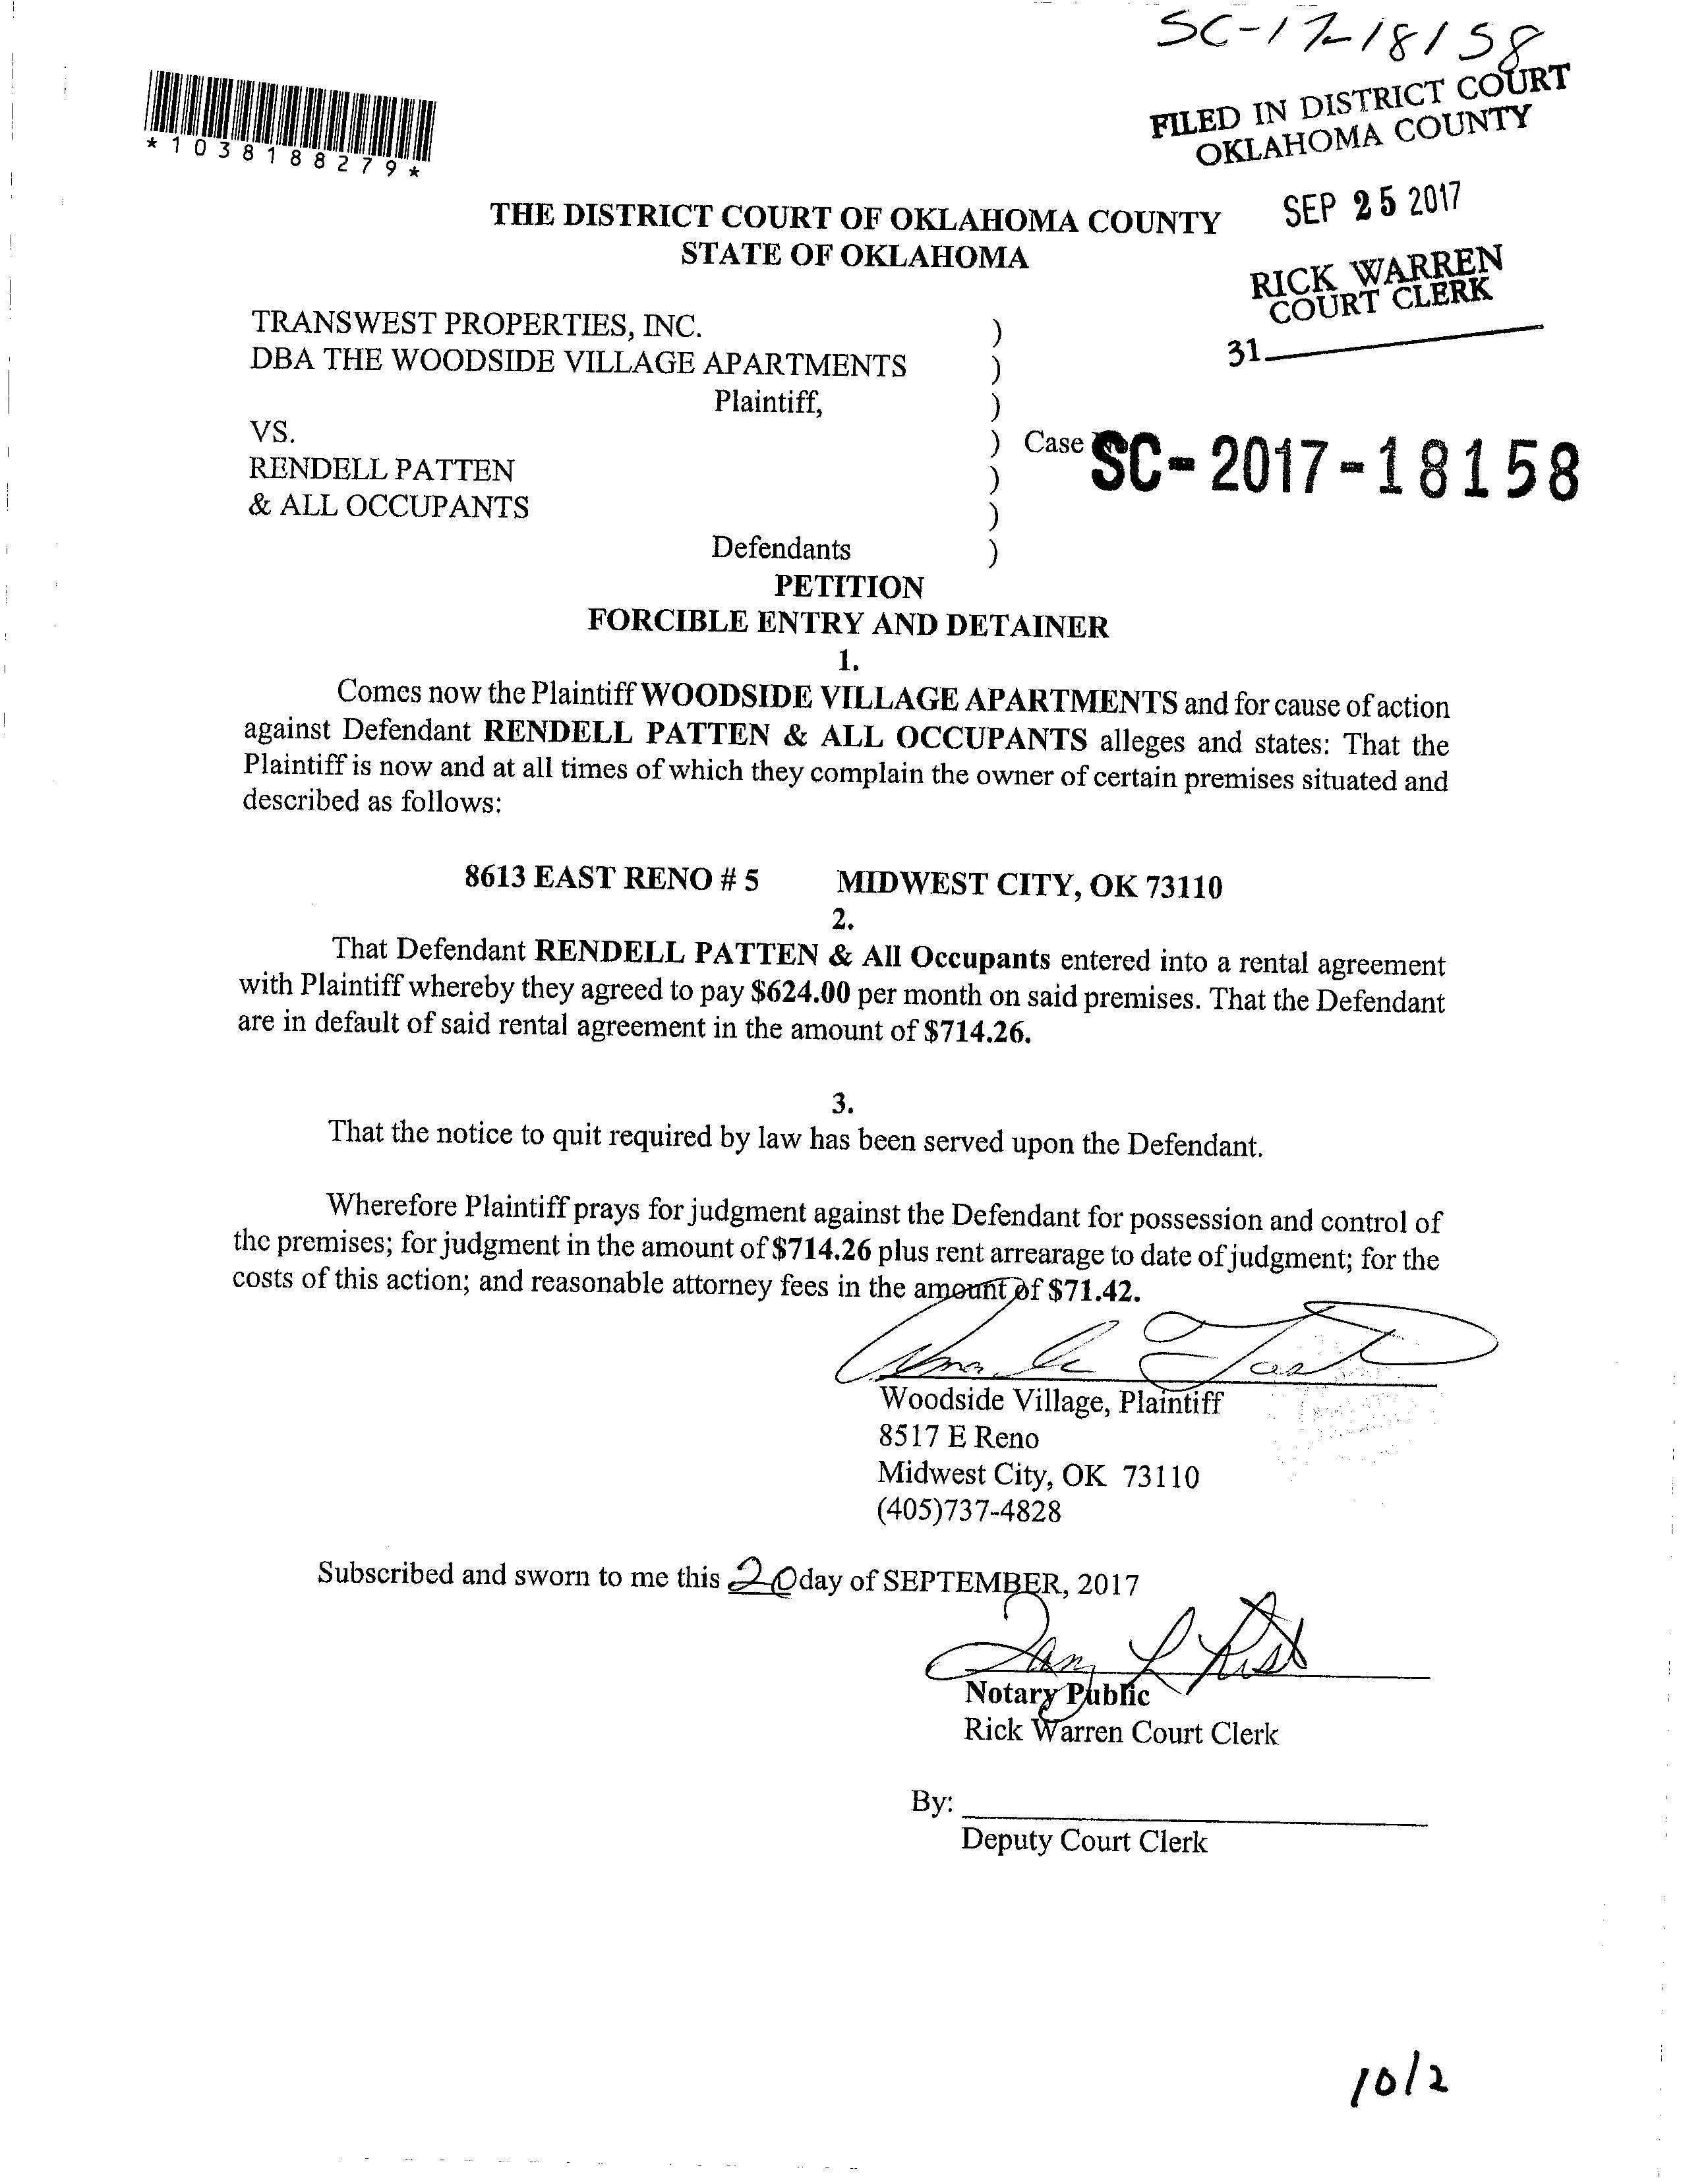 SC-17-18158
FILED IN DISTRICT COURT
OKLAHOMA COUNTY
*1038188279*
SEP 25 2017
THE DISTRICT COURT OF OKLAHOMA COUNTY
STATE OF OKLAHOMA
RICK WARREN
COURT CLERK
31
TRANSWEST PROPERTIES, INC. )
DBA THE WOODSIDE VILLAGE APARTMENTS )
Plaintiff, )
VS. ) Case SC-2017-18158
RENDELL PATTEN )
& ALL OCCUPANTS )
Defendants )
PETITION
FORCIBLE ENTRY AND DETAINER
1.
Comes now the Plaintiff WOODSIDE VILLAGE APARTMENTS and for cause of action
against Defendant RENDELL PATTEN & ALL OCCUPANTS alleges and states: That the
Plaintiff is now and at all times of which they complain the owner of certain premises situated and
described as follows:
8613 EAST RENO # 5 MIDWEST CITY, OK 73110
2.
That Defendant RENDELL PATTEN & All Occupants entered into a rental agreement
with Plaintiff whereby they agreed to pay $624.00 per month on said premises. That the Defendant
are in default of said rental agreement in the amount of $714.26.
3.
That the notice to quit required by law has been served upon the Defendant.
Wherefore Plaintiff prays for judgment against the Defendant for possession and control of
the premises; for judgment in the amount of $714.26 plus rent arrearage to date of judgment; for the
costs of this action; and reasonable attorney fees in the amount of $71.42.
Woodside Village, Plaintiff
8517 E Reno
Midwest City, OK 73110
(405)737-4828
Subscribed and sworn to me this 20 day of SEPTEMBER, 2017
Notary Public
Rick Warren Court Clerk
By:
Deputy Court Clerk
10/2